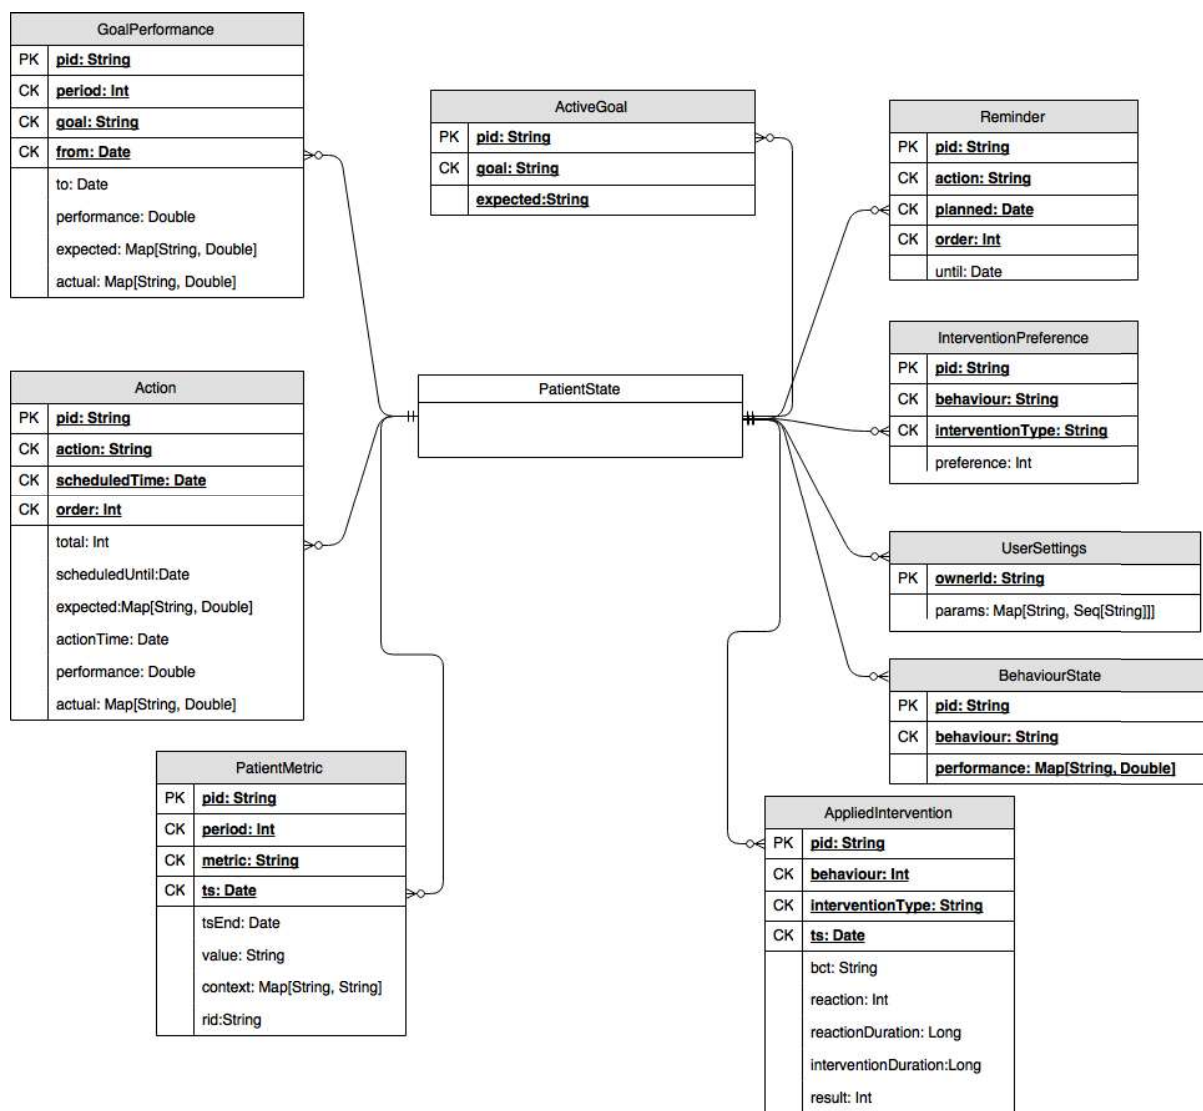 GoalPerformance
PK pid: String
CK period: Int
CK goal: String
CK from: Date
to: Date
performance: Double
expected: Map[String, Double]
actual: Map[String, Double]
ActiveGoal
PK pid: String
CK goal: String
expected:String
Reminder
PK pid: String
CK action: String
CK planned: Date
CK order: Int
until: Date
InterventionPreference
PK pid: String
CK behaviour: String
CK interventionType: String
preference: Int
Action
PK pid: String
CK action: String
CK scheduledTime: Date
CK order: Int
total: Int
scheduledUntil:Date
expected:Map[String, Double]
actionTime: Date
performance: Double
actual: Map[String, Double]
PatientState
UserSettings
PK ownerId: String
params: Map[String, Seq[String]]]
BehaviourState
PK pid: String
CK behaviour: String
performance: Map[String, Double]
PatientMetric
PK pid: String
CK period: Int
CK metric: String
CK ts: Date
tsEnd: Date
value: String
context: Map[String, String]
rid:String
AppliedIntervention
PK pid: String
CK behaviour: Int
CK interventionType: String
CK ts: Date
bct: String
reaction: Int
reactionDuration: Long
interventionDuration:Long
result: Int